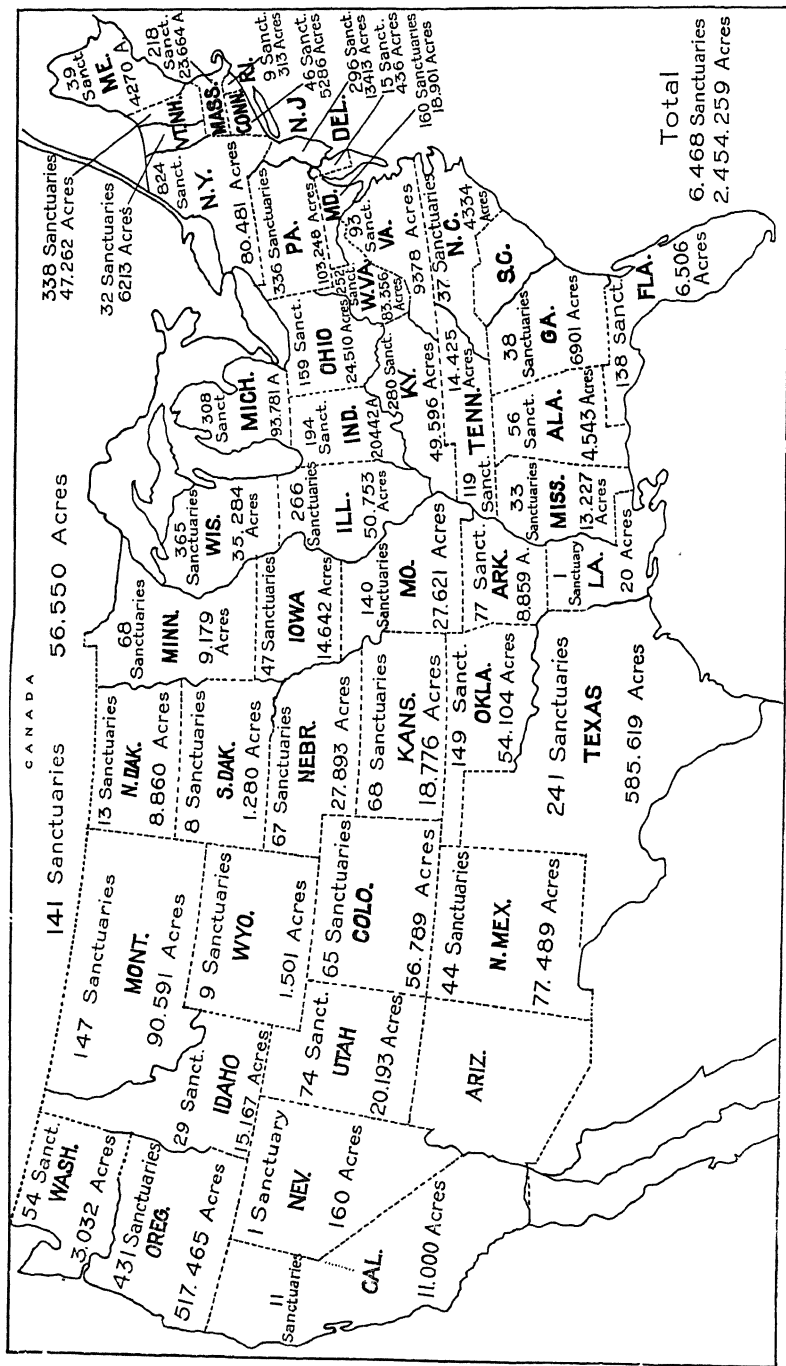 CANADA
141 Sanctuaries 56.550 Acres
54 Sanct.
WASH.
3.032 Acres
431 Sanctuaries
OREG.
517.465 Acres
11
Sanctuaries
CAL.
11.000 Acres
1 Sanctuary
NEV.
160 Acres
29 Sanct.
IDAHO
15.167 Acres
147 Sanctuaries
MONT.
90.591 Acres
9 Sanctuaries
WYO.
1.501 Acres
74 Sanct.
UTAH
20.193 Acres
65 Sanctuaries
COLO.
56.789 Acres
ARIZ.
44 Sanctuaries
N.MEX.
77.489 Acres
13 Sanctuaries
N.DAK.
8.860 Acres
8 Sanctuaries
S.DAK.
1.280 Acres
67 Sanctuaries
NEBR.
27.893 Acres
68 Sanctuaries
KANS.
18.776 Acres
149 Sanct.
OKLA.
54.104 Acres
241 Sanctuaries
TEXAS
585.619 Acres
68
Sanctuaries
MINN.
9.179
Acres
47 Sanctuaries
IOWA
14.642 Acres
140
Sanctuaries
MO.
27.621 Acres
77 Sanct.
ARK.
8.859 A.
1
Sanctuary
LA.
20 Acres
365
Sanctuaries
WIS.
35.284
Acres
266
Sanctuaries
ILL.
50.753
Acres
308
Sanct.
MICH.
93.781 A
194
Sanct.
IND.
20442 A
159 Sanct.
OHIO
24.510 Acres
280 Sanct.
KY.
49.596 Acres
119
Sanct.
TENN.
14.425
Acres
33
Sanctuaries
MISS.
13.227
Acres
56
Sanct.
ALA.
4.543 Acres
38
Sanctuaries
GA.
6901 Acres
138 Sanct.
FLA.
6.506
Acres
S.C.
37 Sanctuaries
N.C.
4334
Acres
93
Sanct.
VA.
9378 Acres
252
Sanct.
W.VA.
83.356
Acres
336 Sanctuaries
PA.
103.248 Acres
MD.
824
Sanct.
N.Y.
80.481 Acres
338 Sanctuaries
47.262 Acres
32 Sanctuaries
6213 Acres
VT.
N.H.
39
Sanct.
ME.
4270 A.
218
Sanct.
23.664 A.
MASS.
CONN.
R.I.
9 Sanct.
313 Acres
46 Sanct.
5286 Acres
N.J
296 Sanct.
13413 Acres
DEL.
15 Sanct.
436 Acres
160 Sanctuaries
18.901 Acres
Total
6.468 Sanctuaries
2.454.259 Acres